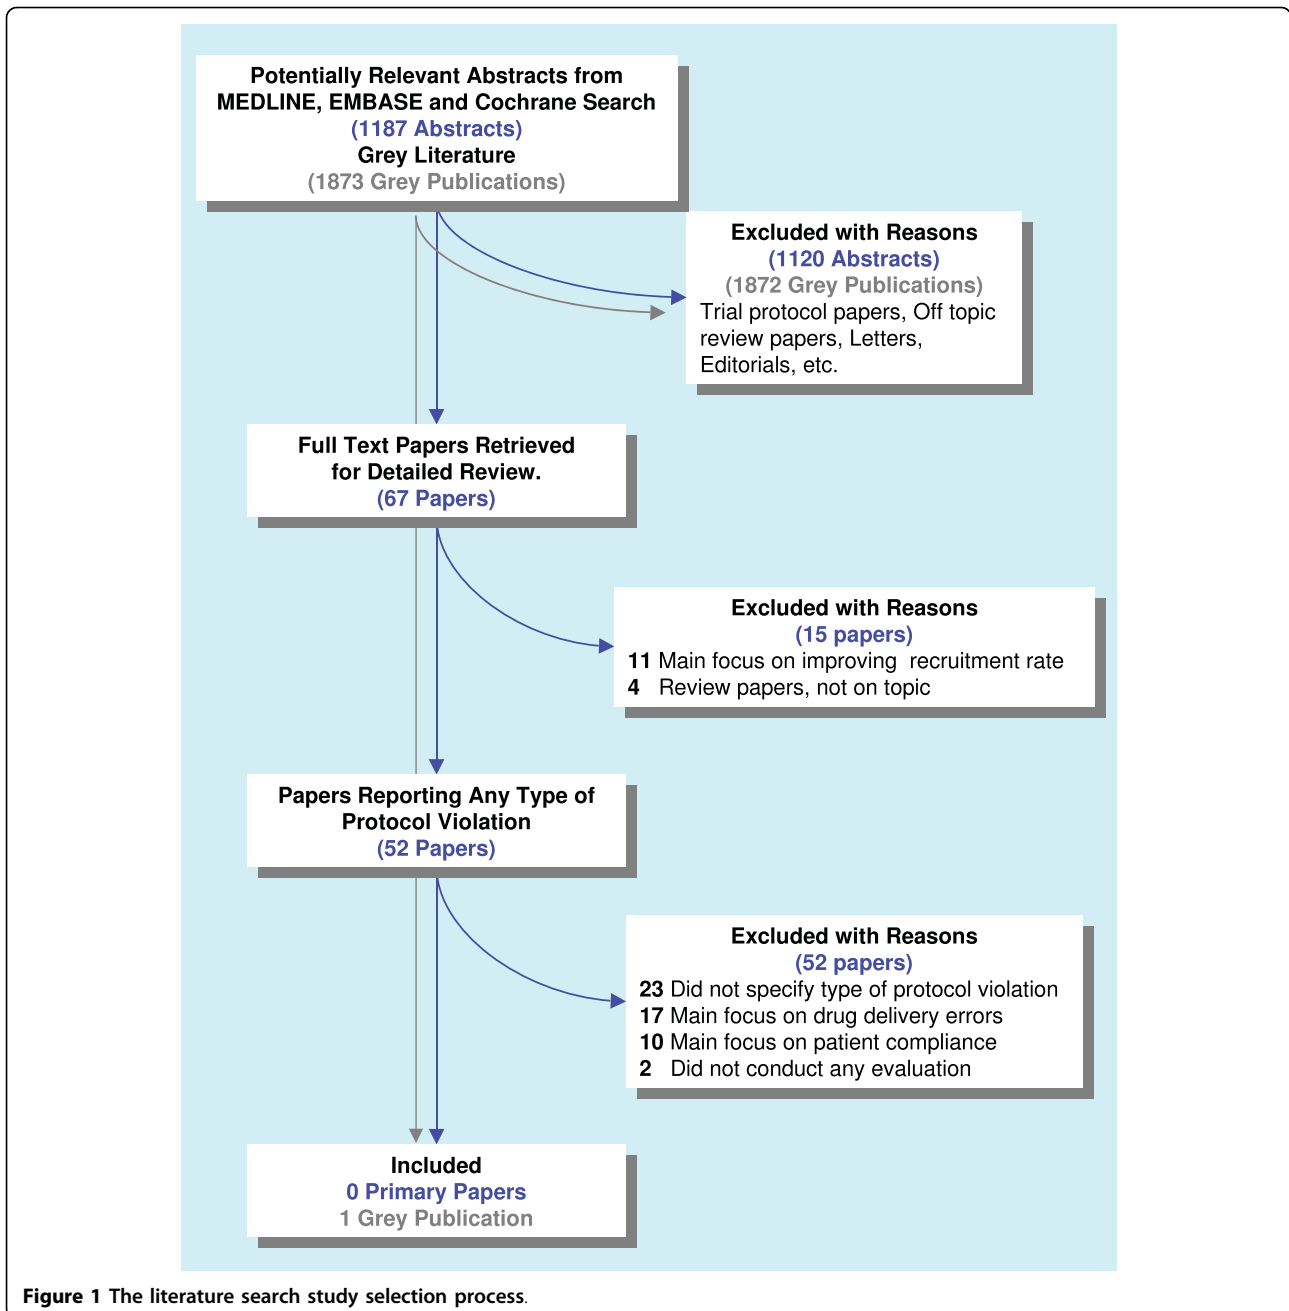 Potentially Relevant Abstracts from
MEDLINE, EMBASE and Cochrane Search
(1187 Abstracts)
Grey Literature
(1873 Grey Publications)
Excluded with Reasons
(1120 Abstracts)
(1872 Grey Publications)
Trial protocol papers, Off topic
review papers, Letters,
Editorials, etc.
Full Text Papers Retrieved
for Detailed Review.
(67 Papers)
Excluded with Reasons
(15 papers)
11 Main focus on improving recruitment rate
4 Review papers, not on topic
Papers Reporting Any Type of
Protocol Violation
(52 Papers)
Excluded with Reasons
(52 papers)
23 Did not specify type of protocol violation
17 Main focus on drug delivery errors
10 Main focus on patient compliance
2 Did not conduct any evaluation
Included
0 Primary Papers
1 Grey Publication
Figure 1 The literature search study selection process.